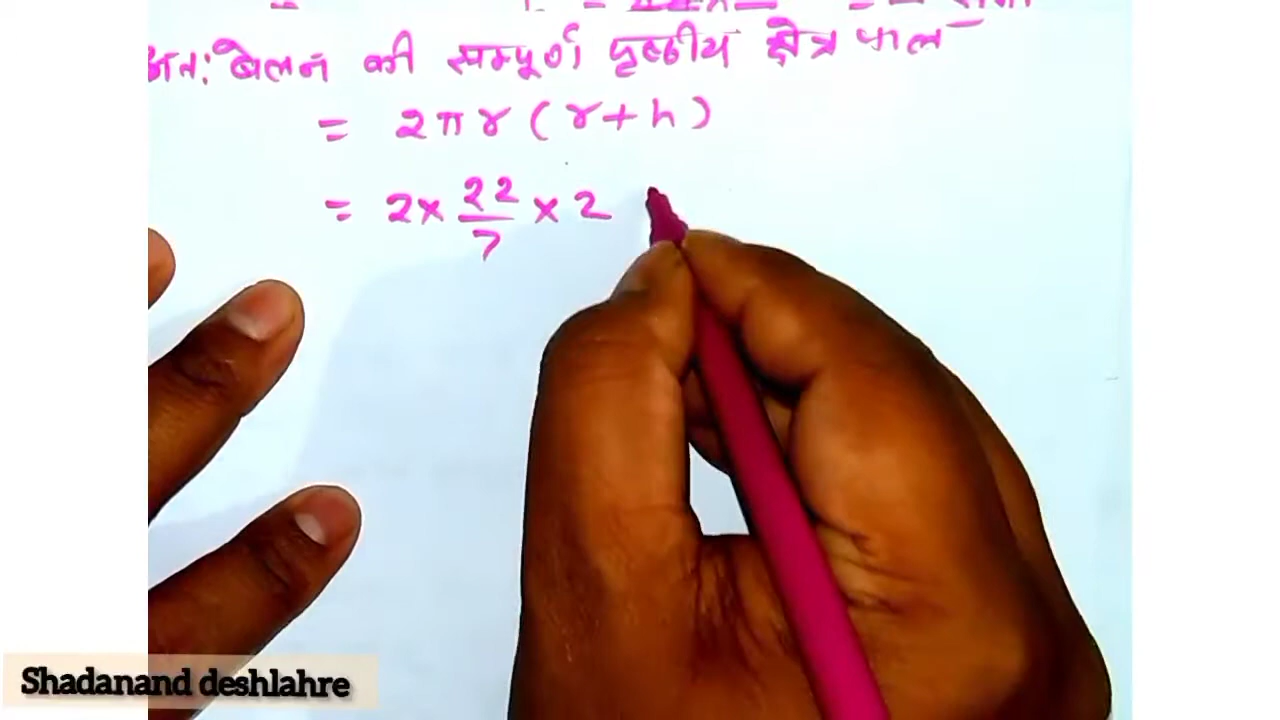 अतः बेलन की सम्पूर्ण पृष्ठीय क्षेत्रफल
= 2πr (r+h)
= 2 × 22/7 × 2
Shadanand deshlahre